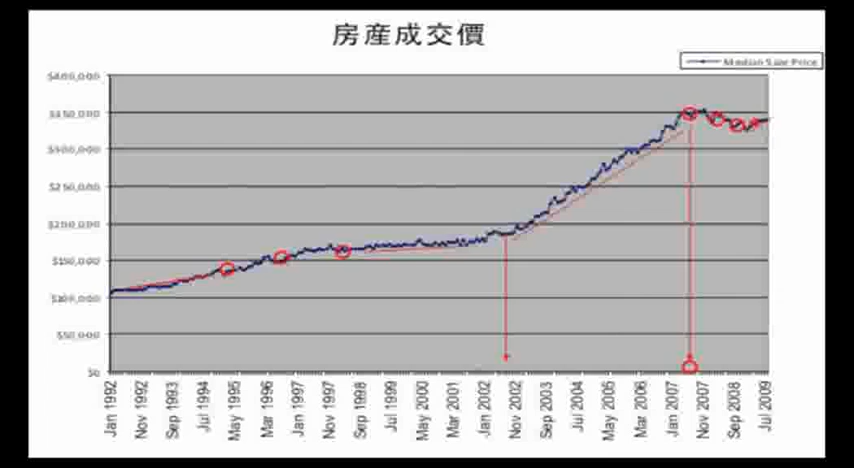 房産成交價
Median Sale Price
$400,000
$350,000
$300,000
$250,000
$200,000
$150,000
$100,000
$50,000
$0
Jan 1992
Nov 1992
Sep 1993
Jul 1994
May 1995
Mar 1996
Jan 1997
Nov 1997
Sep 1998
Jul 1999
May 2000
Mar 2001
Jan 2002
Nov 2002
Sep 2003
Jul 2004
May 2005
Mar 2006
Jan 2007
Nov 2007
Sep 2008
Jul 2009